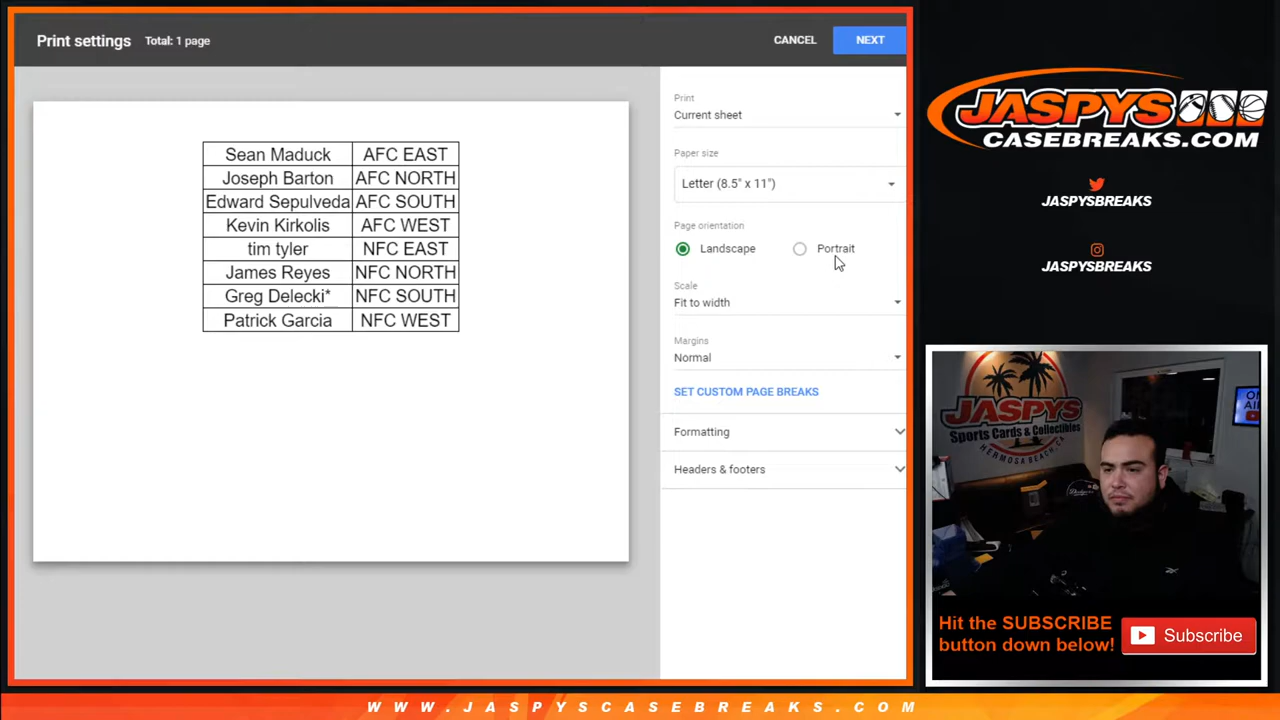 Print settings Total: 1 page CANCEL NEXT
Sean Maduck AFC EAST
Joseph Barton AFC NORTH
Edward Sepulveda AFC SOUTH
Kevin Kirkolis AFC WEST
tim tyler NFC EAST
James Reyes NFC NORTH
Greg Delecki* NFC SOUTH
Patrick Garcia NFC WEST
Print
Current sheet
Paper size
Letter (8.5" x 11")
Page orientation
Landscape Portrait
Scale
Fit to width
Margins
Normal
SET CUSTOM PAGE BREAKS
Formatting
Headers & footers
JASPYS
CASEBREAKS.COM
JASPYSBREAKS
JASPYSBREAKS
JASPYS
Sports Cards & Collectibles
HERMOSA BEACH, CA
Hit the SUBSCRIBE
button down below!
Subscribe
WWW.JASPYSCASEBREAKS.COM